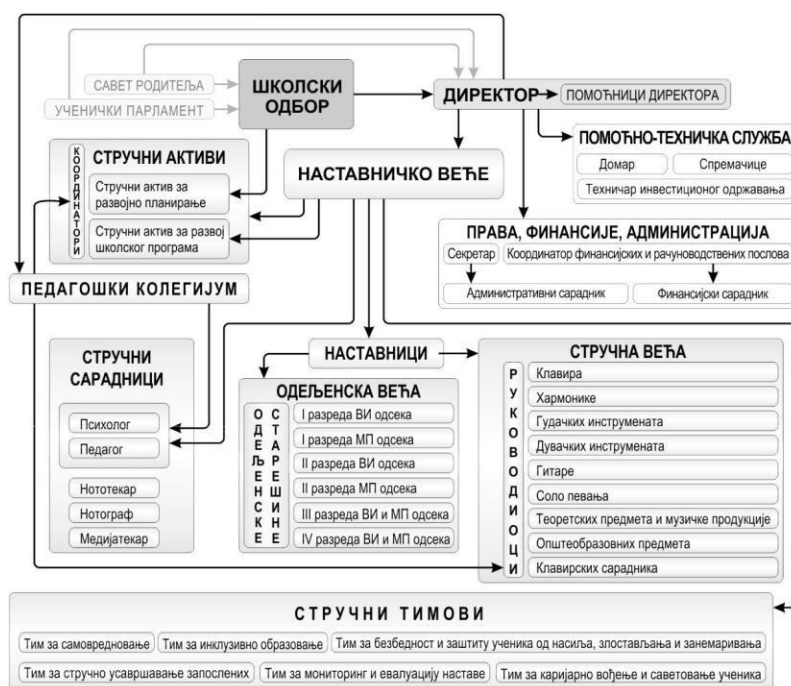 САВЕТ РОДИТЕЉА
УЧЕНИЧКИ ПАРЛАМЕНТ
ШКОЛСКИ
ОДБОР
ДИРЕКТОР
ПОМОЋНИЦИ ДИРЕКТОРА
ПОМОЋНО-ТЕХНИЧКА СЛУЖБА
Домар
Спремачице
Техничар инвестиционог одржавања
КООРДИНАТОРИ
СТРУЧНИ АКТИВИ
Стручни актив за
развојно планирање
Стручни актив за развој
школског програма
НАСТАВНИЧКО ВЕЋЕ
ПРАВА, ФИНАНСИЈЕ, АДМИНИСТРАЦИЈА
Секретар
Координатор финансијских и рачуноводствених послова
Административни сарадник
Финансијски сарадник
ПЕДАГОШКИ КОЛЕГИЈУМ
СТРУЧНИ
САРАДНИЦИ
Психолог
Педагог
Нототекар
Нотограф
Медијатекар
НАСТАВНИЦИ
ОДЕЉЕНСКА ВЕЋА
ОДЕЉЕНСКЕ
СТАРЕШИНЕ
I разреда ВИ одсека
I разреда МП одсека
II разреда ВИ одсека
II разреда МП одсека
III разреда ВИ и МП одсека
IV разреда ВИ и МП одсека
СТРУЧНА ВЕЋА
РУКОВОДИОЦИ
Клавира
Хармонике
Гудачких инструмената
Дувачких инструмената
Гитаре
Соло певања
Теоретских предмета и музичке продукције
Општеобразовних предмета
Клавирских сарадника
СТРУЧНИ ТИМОВИ
Тим за самовредновање
Тим за инклузивно образовање
Тим за безбедност и заштиту ученика од насиља, злостављања и занемаривања
Тим за стручно усавршавање запослених
Тим за мониторинг и евалуацију наставе
Тим за каријарно вођење и саветовање ученика